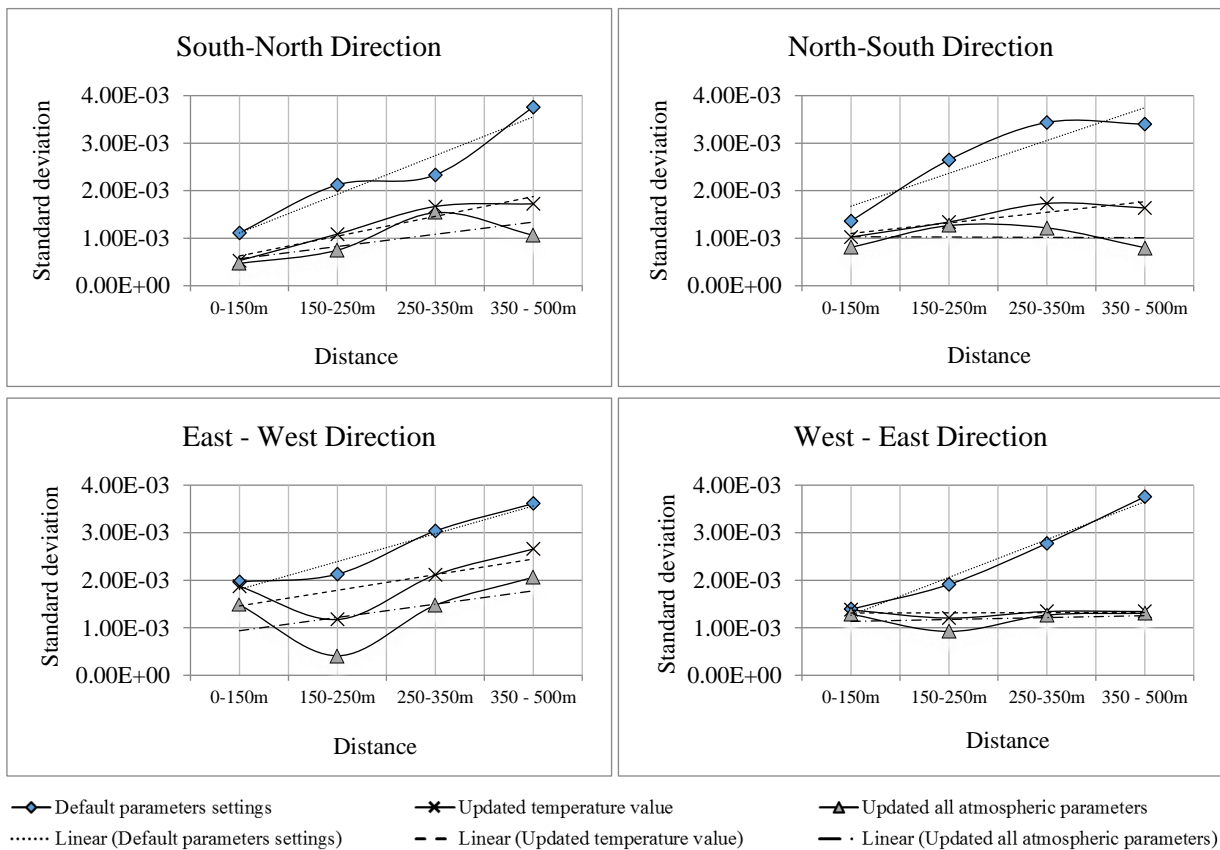 South-North Direction
Standard deviation
4.00E-03
3.00E-03
2.00E-03
1.00E-03
0.00E+00
0-150m 150-250m 250-350m 350 - 500m
Distance
North-South Direction
Standard deviation
4.00E-03
3.00E-03
2.00E-03
1.00E-03
0.00E+00
0-150m 150-250m 250-350m 350 - 500m
Distance
East - West Direction
Standard deviation
4.00E-03
3.00E-03
2.00E-03
1.00E-03
0.00E+00
0-150m 150-250m 250-350m 350 - 500m
Distance
West - East Direction
Standard deviation
4.00E-03
3.00E-03
2.00E-03
1.00E-03
0.00E+00
0-150m 150-250m 250-350m 350 - 500m
Distance
Default parameters settings Updated temperature value Updated all atmospheric parameters
Linear (Default parameters settings) Linear (Updated temperature value) Linear (Updated all atmospheric parameters)